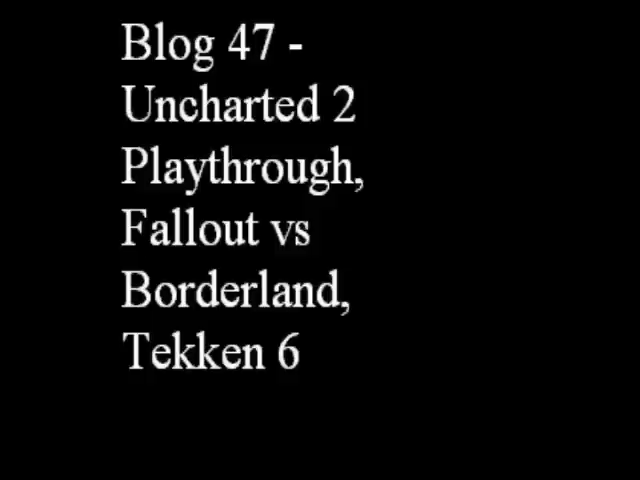 Blog 47 -
Uncharted 2
Playthrough,
Fallout vs
Borderland,
Tekken 6